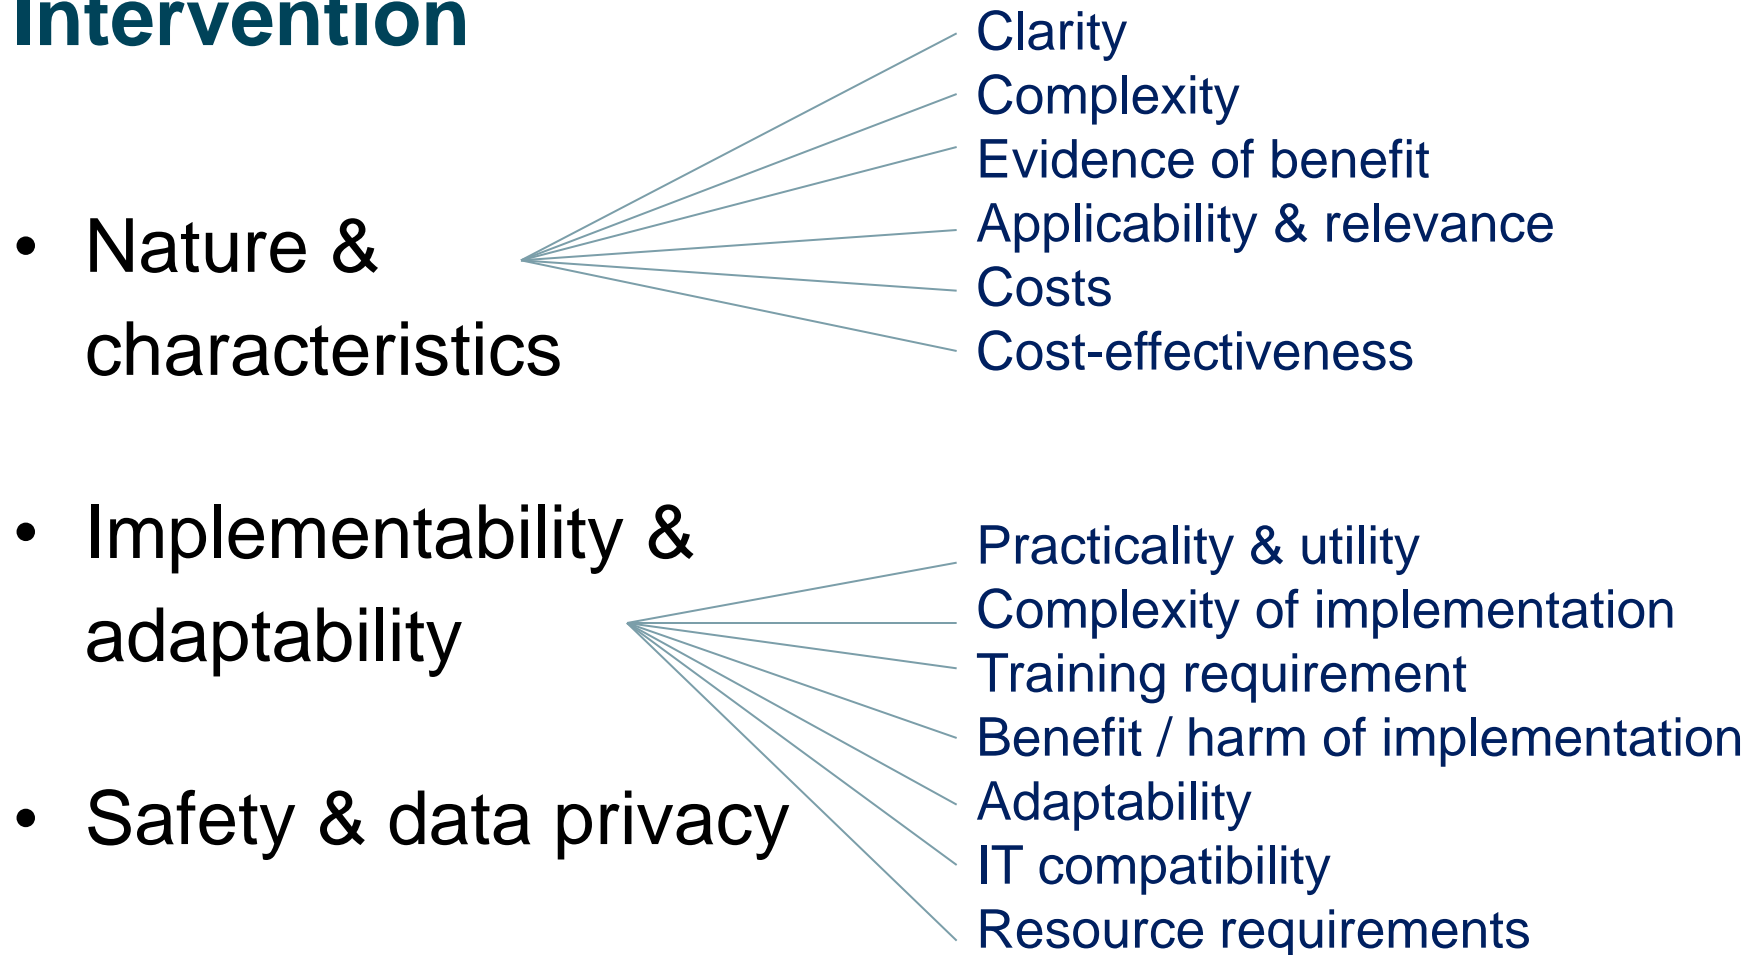 Intervention
• Nature &
characteristics
Clarity
Complexity
Evidence of benefit
Applicability & relevance
Costs
Cost-effectiveness
• Implementability &
adaptability
Practicality & utility
Complexity of implementation
Training requirement
Benefit / harm of implementation
Adaptability
IT compatibility
Resource requirements
• Safety & data privacy